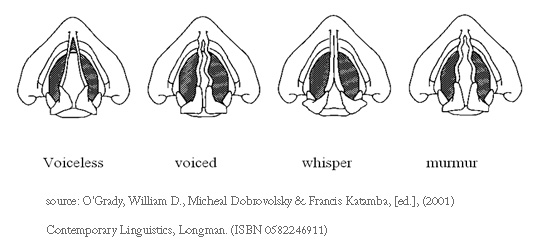 Voiceless voiced whisper murmur
source: O'Grady, William D., Micheal Dobrovolsky & Francis Katamba, [ed.], (2001)
Contemporary Linguistics, Longman. (ISBN 0582246911)